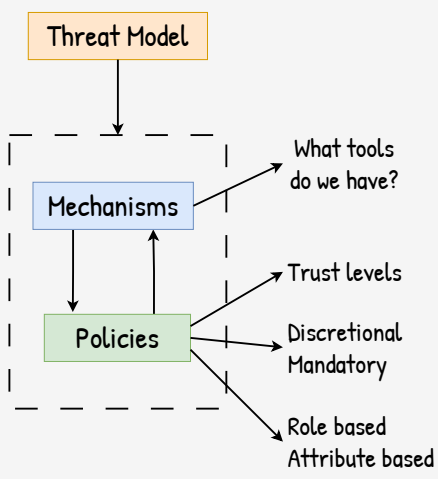 Threat Model
What tools
do we have?
Mechanisms
Trust levels
Policies
Discretional
Mandatory
Role based
Attribute based